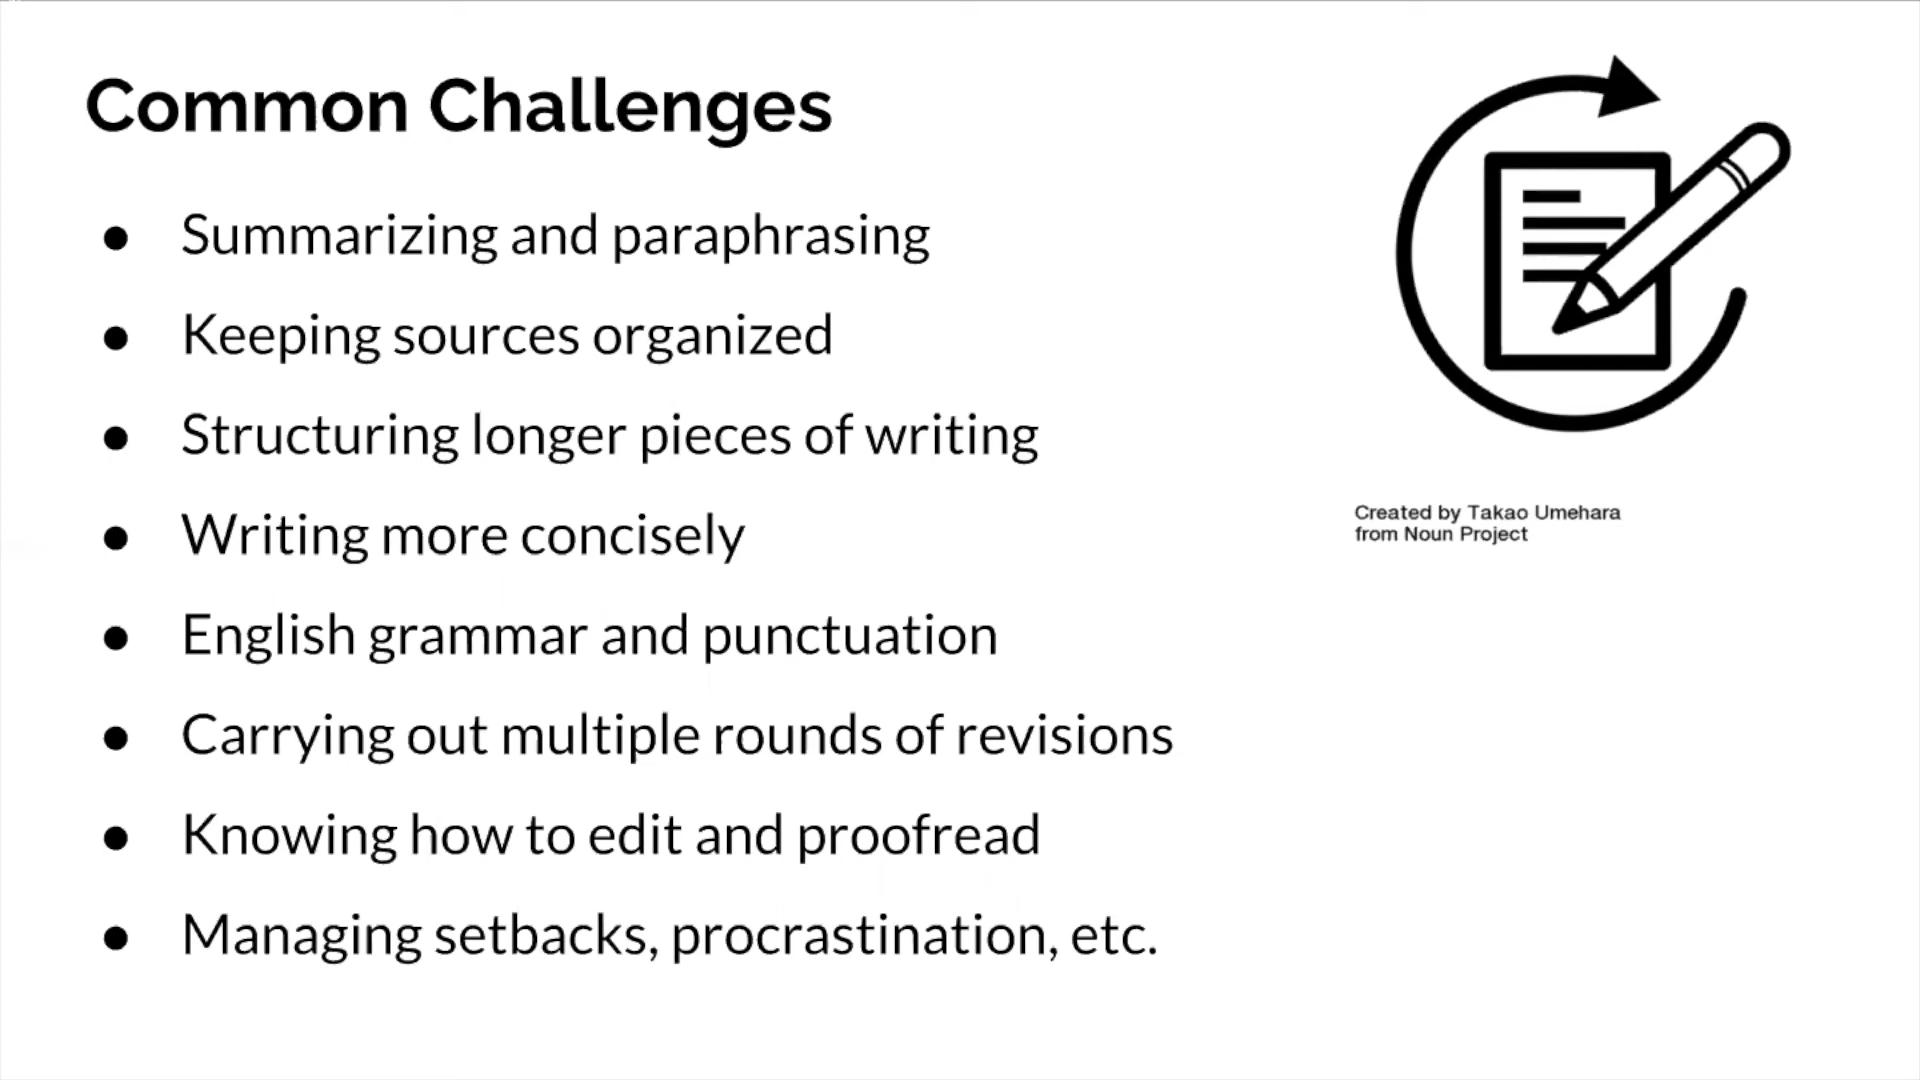 Common Challenges
● Summarizing and paraphrasing
● Keeping sources organized
● Structuring longer pieces of writing
● Writing more concisely
● English grammar and punctuation
● Carrying out multiple rounds of revisions
● Knowing how to edit and proofread
● Managing setbacks, procrastination, etc.
Created by Takao Umehara
from Noun Project